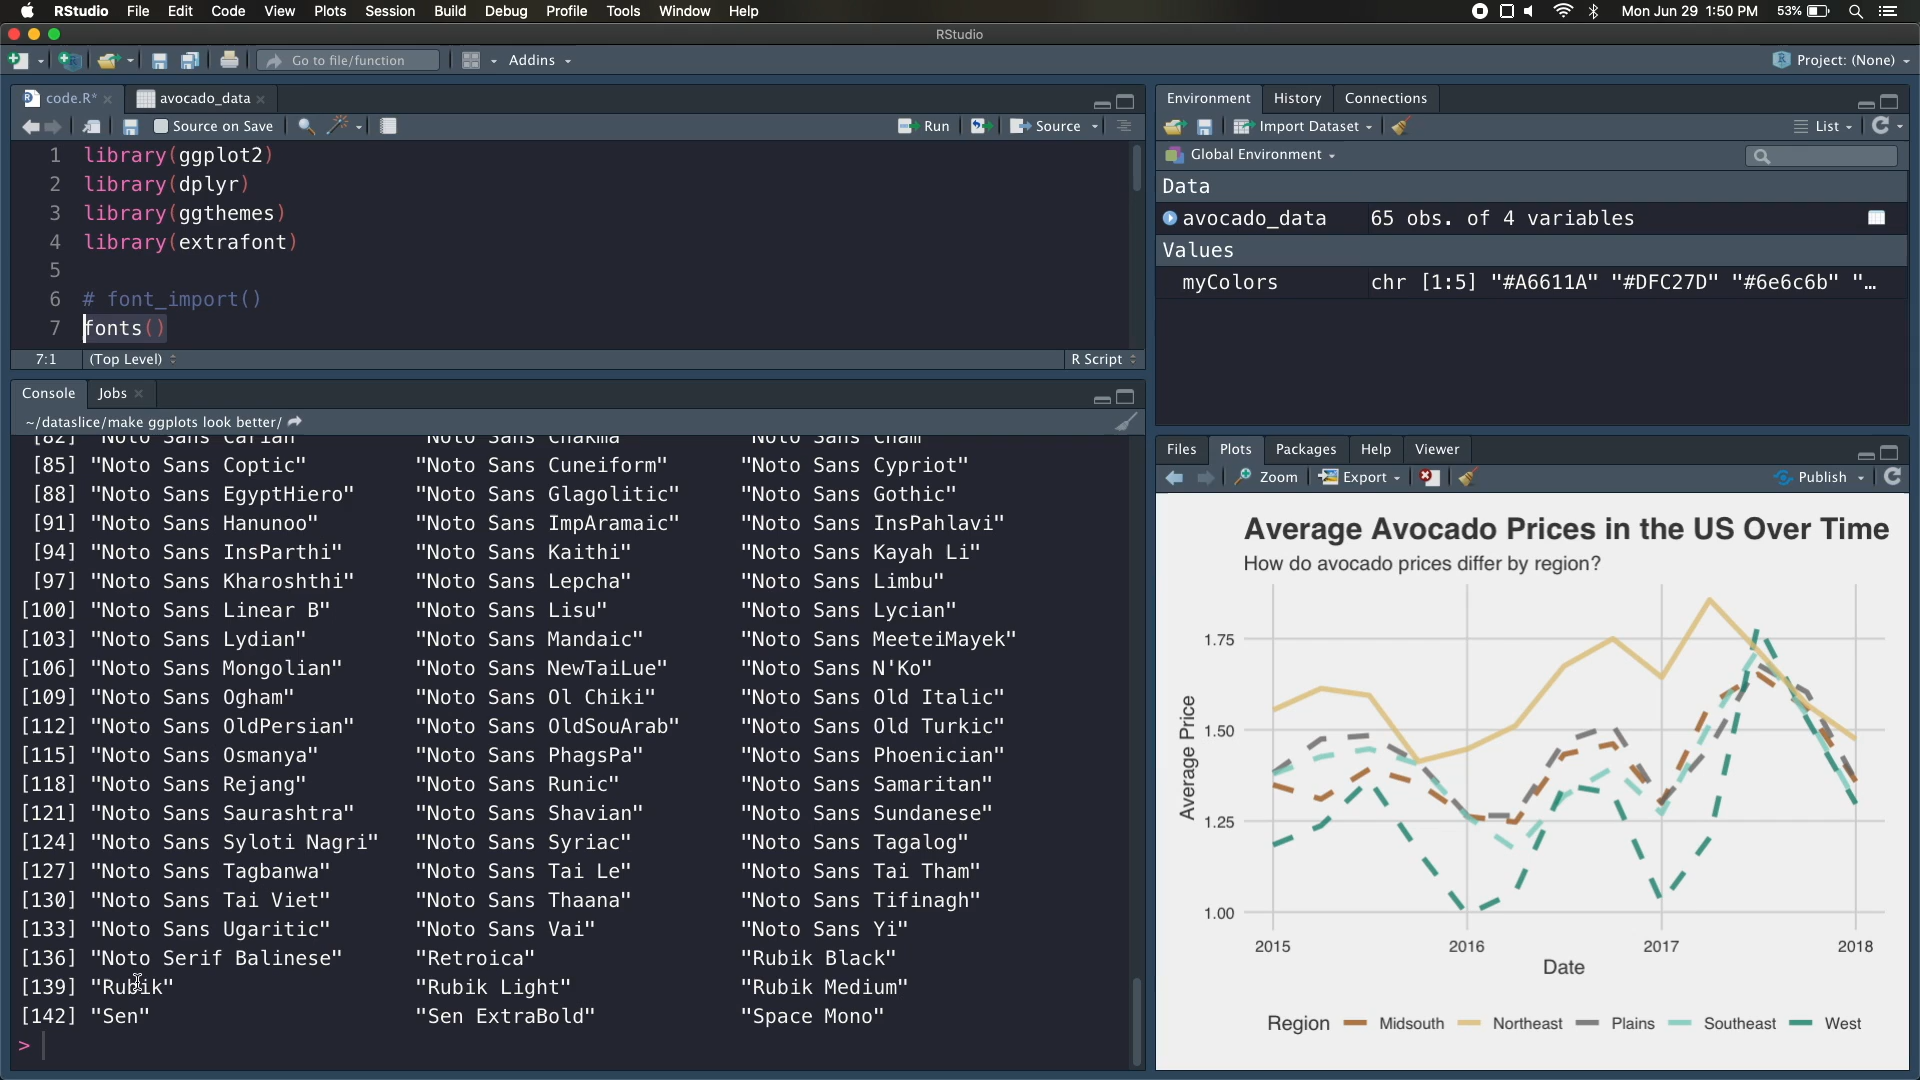 RStudio File Edit Code View Plots Session Build Debug Profile Tools Window Help Mon Jun 29 1:50 PM 53%
RStudio
Go to file/function Addins Project: (None)
code.R* avocado_data
Source on Save Run Source
1 library(ggplot2)
2 library(dplyr)
3 library(ggthemes)
4 library(extrafont)
5
6 # font_import()
7 fonts()
7:1 (Top Level) R Script
Console Jobs
~/dataslice/make ggplots look better/
[82] "Noto Sans Carian" "Noto Sans Chakma" "Noto Sans Cham"
[85] "Noto Sans Coptic" "Noto Sans Cuneiform" "Noto Sans Cypriot"
[88] "Noto Sans EgyptHiero" "Noto Sans Glagolitic" "Noto Sans Gothic"
[91] "Noto Sans Hanunoo" "Noto Sans ImpAramaic" "Noto Sans InsPahlavi"
[94] "Noto Sans InsParthi" "Noto Sans Kaithi" "Noto Sans Kayah Li"
[97] "Noto Sans Kharoshthi" "Noto Sans Lepcha" "Noto Sans Limbu"
[100] "Noto Sans Linear B" "Noto Sans Lisu" "Noto Sans Lycian"
[103] "Noto Sans Lydian" "Noto Sans Mandaic" "Noto Sans MeeteiMayek"
[106] "Noto Sans Mongolian" "Noto Sans NewTaiLue" "Noto Sans N'Ko"
[109] "Noto Sans Ogham" "Noto Sans Ol Chiki" "Noto Sans Old Italic"
[112] "Noto Sans OldPersian" "Noto Sans OldSouArab" "Noto Sans Old Turkic"
[115] "Noto Sans Osmanya" "Noto Sans PhagsPa" "Noto Sans Phoenician"
[118] "Noto Sans Rejang" "Noto Sans Runic" "Noto Sans Samaritan"
[121] "Noto Sans Saurashtra" "Noto Sans Shavian" "Noto Sans Sundanese"
[124] "Noto Sans Syloti Nagri" "Noto Sans Syriac" "Noto Sans Tagalog"
[127] "Noto Sans Tagbanwa" "Noto Sans Tai Le" "Noto Sans Tai Tham"
[130] "Noto Sans Tai Viet" "Noto Sans Thaana" "Noto Sans Tifinagh"
[133] "Noto Sans Ugaritic" "Noto Sans Vai" "Noto Sans Yi"
[136] "Noto Serif Balinese" "Retroica" "Rubik Black"
[139] "Rubik" "Rubik Light" "Rubik Medium"
[142] "Sen" "Sen ExtraBold" "Space Mono"
>
Environment History Connections
Import Dataset List
Global Environment
Data
avocado_data 65 obs. of 4 variables
Values
myColors chr [1:5] "#A6611A" "#DFC27D" "#6e6c6b" "…
Files Plots Packages Help Viewer
Zoom Export Publish
Average Avocado Prices in the US Over Time
How do avocado prices differ by region?
Average Price
1.75
1.50
1.25
1.00
2015 2016 2017 2018
Date
Region Midsouth Northeast Plains Southeast West